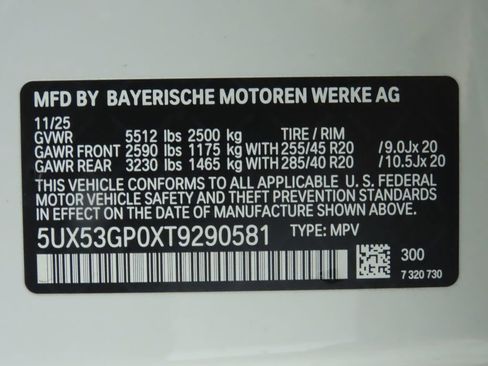 MFD BY BAYERISCHE MOTOREN WERKE AG
11/25
GVWR 5512 lbs 2500 kg TIRE / RIM
GAWR FRONT 2590 lbs 1175 kg WITH 255/45 R20 /9.0Jx 20
GAWR REAR 3230 lbs 1465 kg WITH 285/40 R20 /10.5Jx 20
THIS VEHICLE CONFORMS TO ALL APPLICABLE U.S. FEDERAL MOTOR
VEHICLE SAFETY AND THEFT PREVENTION STANDARDS IN
EFFECT ON THE DATE OF MANUFACTURE SHOWN ABOVE.
5UX53GP0XT9290581 TYPE: MPV
300
7 320 730